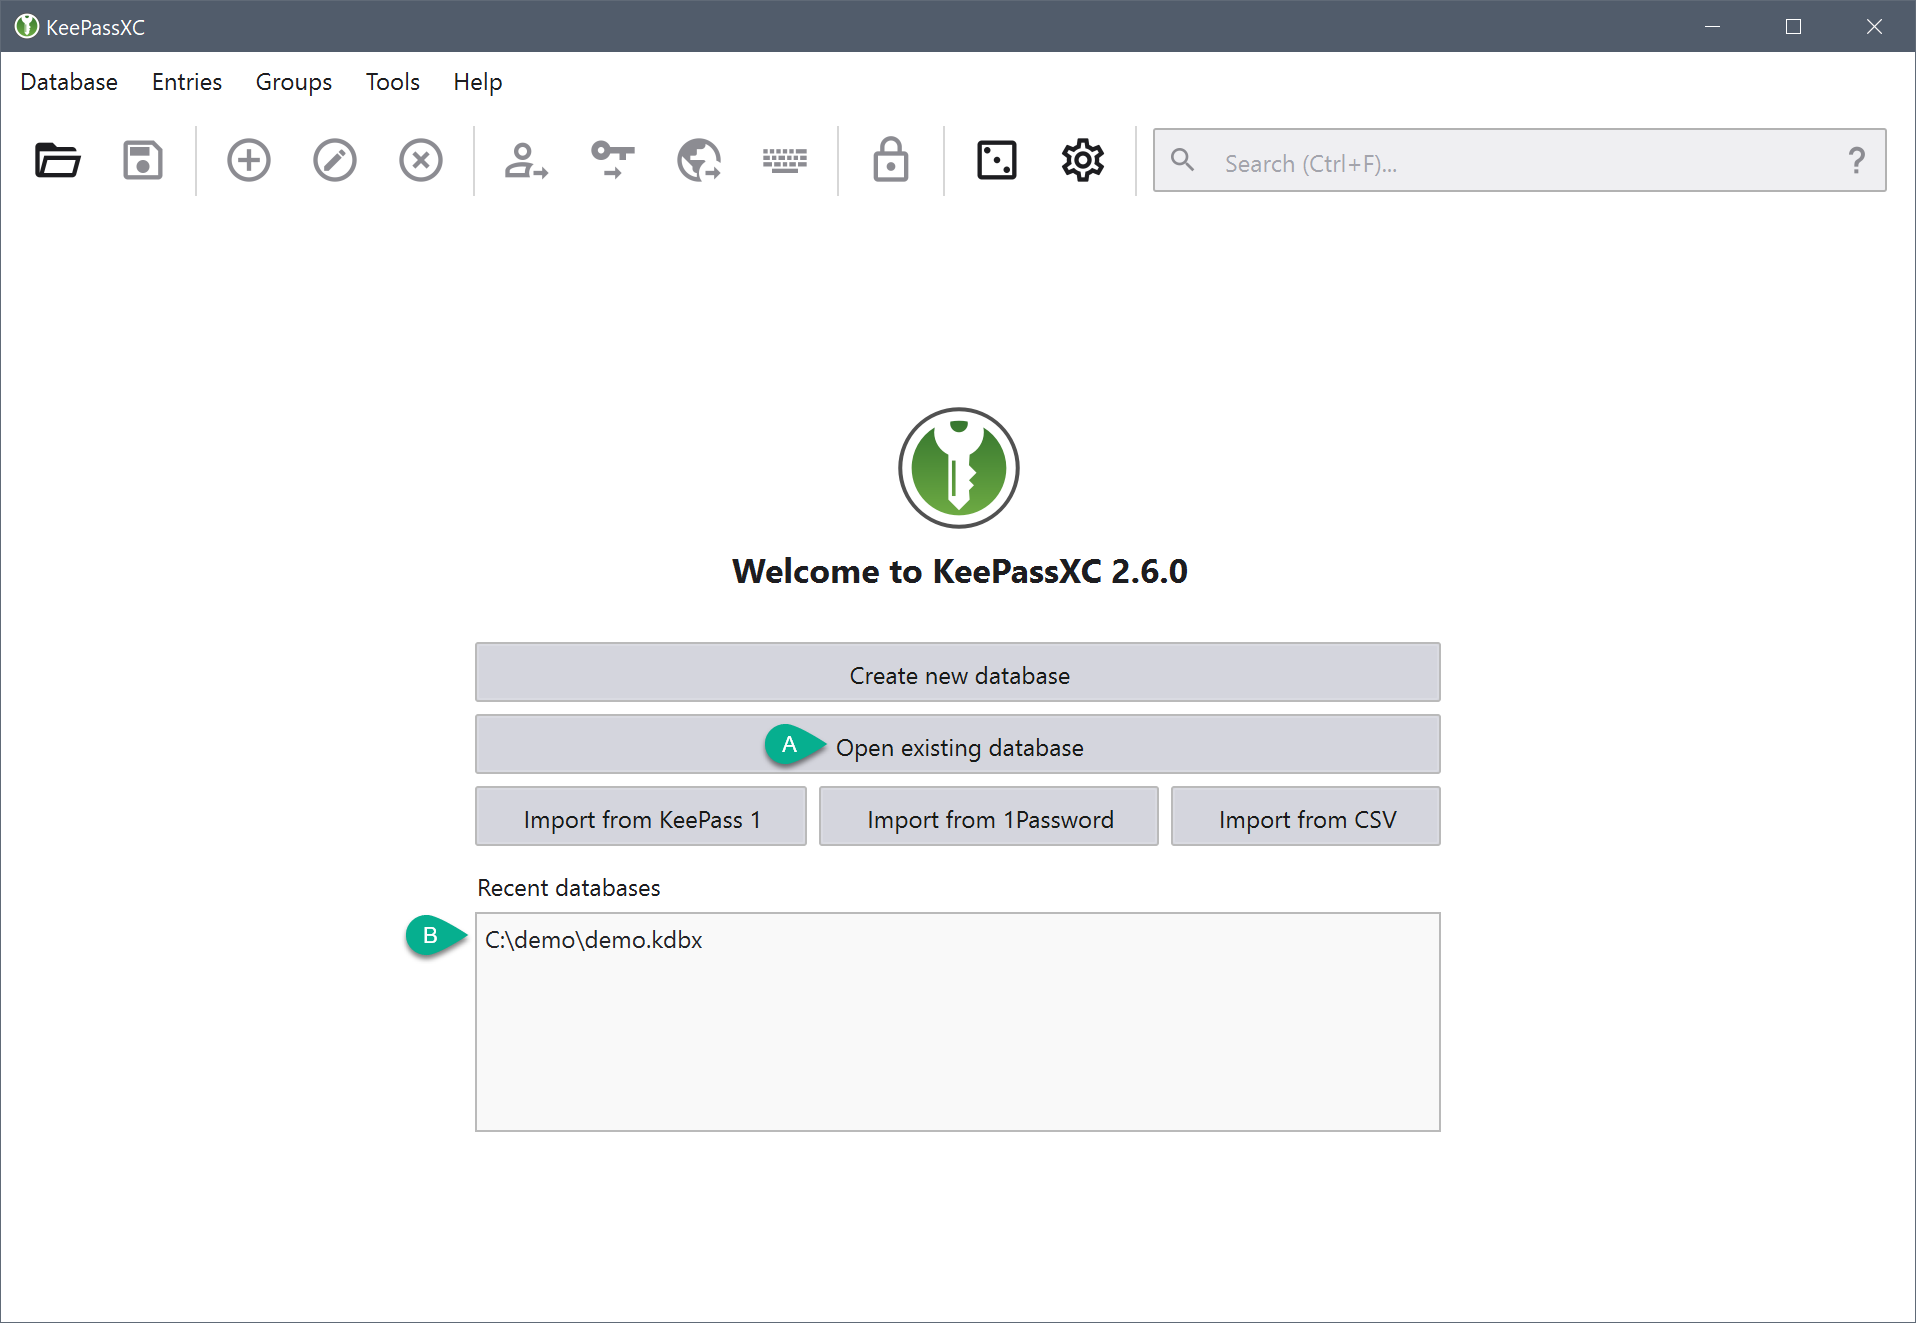 KeePassXC
Database Entries Groups Tools Help
Search (Ctrl+F)... ?
Welcome to KeePassXC 2.6.0
Create new database
A Open existing database
Import from KeePass 1 Import from 1Password Import from CSV
Recent databases
B C:\demo\demo.kdbx